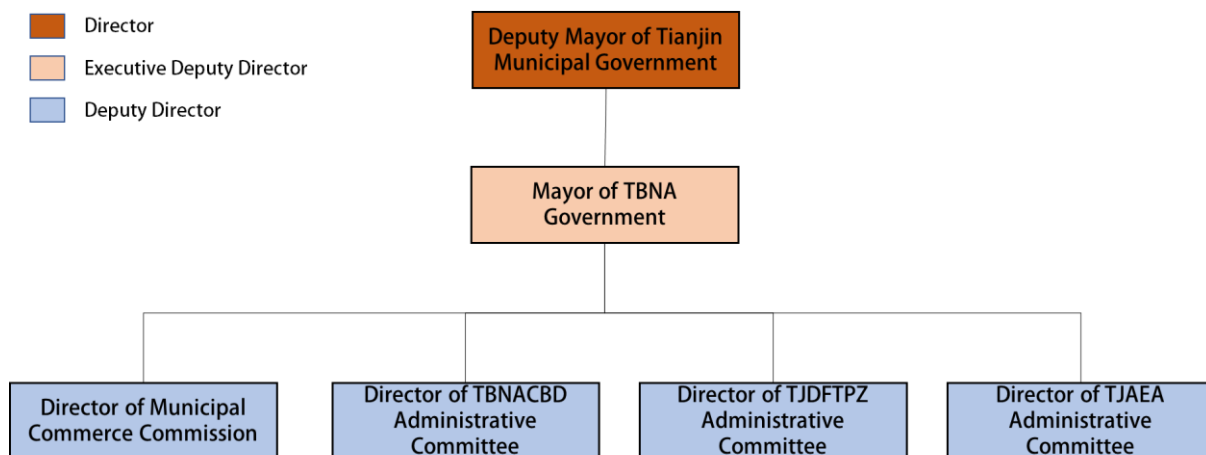 Director
Executive Deputy Director
Deputy Director
Deputy Mayor of Tianjin
Municipal Government
Mayor of TBNA
Government
Director of Municipal
Commerce Commission
Director of TBNACBD
Administrative
Committee
Director of TJDFTPZ
Administrative
Committee
Director of TJAEA
Administrative
Committee